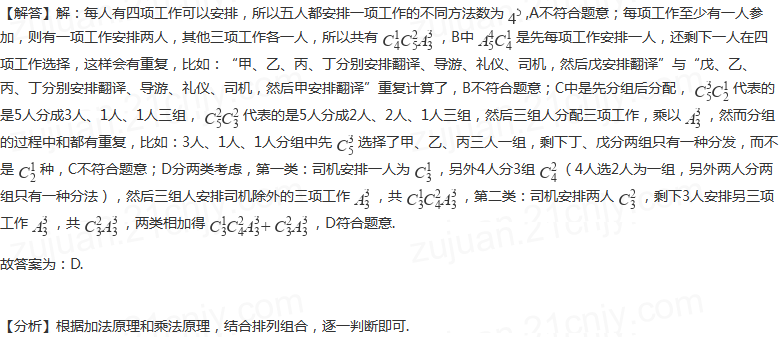 【解答】解：每人有四项工作可以安排，所以五人都安排一项工作的不同方法数为 4^5 ,A不符合题意；每项工作至少有一人参
加，则有一项工作安排两人，其他三项工作各一人，所以共有 C_4^1C_5^2A_3^3 ，B中 A_5^4C_4^1 是先每项工作安排一人，还剩下一人在四
项工作选择，这样会有重复，比如：“甲、乙、丙、丁分别安排翻译、导游、礼仪、司机，然后戊安排翻译”与“戊、乙、
丙、丁分别安排翻译、导游、礼仪、司机，然后甲安排翻译”重复计算了，B不符合题意；C中是先分组后分配，C_5^3C_2^1 代表的
是5人分成3人、1人、1人三组，C_5^2C_3^2 代表的是5人分成2人、2人、1人三组，然后三组人分配三项工作，乘以 A_3^3 ，然而分组
的过程中和都有重复，比如：3人、1人、1人分组中先 C_5^3 选择了甲、乙、丙三人一组，剩下丁、戊分两组只有一种分发，而不
是 C_2^1 种，C不符合题意；D分两类考虑，第一类：司机安排一人为 C_3^1 ，另外4人分3组 C_4^2 （4人选2人为一组，另外两人分两
组只有一种分法），然后三组人安排司机除外的三项工作 A_3^3 ，共 C_3^1C_4^2A_3^3 ，第二类：司机安排两人 C_3^2 ，剩下3人安排另三项
工作 A_3^3 ，共 C_3^2A_3^3 ，两类相加得 C_3^1C_4^2A_3^3+C_3^2A_3^3 ，D符合题意.
故答案为：D.
【分析】根据加法原理和乘法原理，结合排列组合，逐一判断即可.
zujuan.21cnjy.com